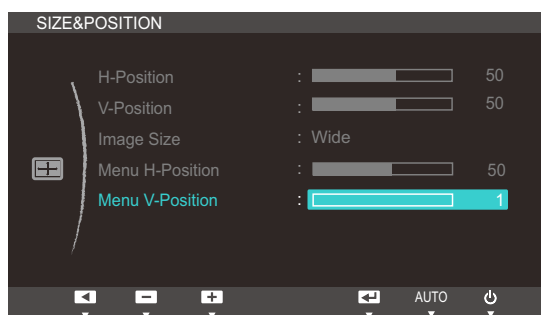 SIZE&POSITION
H-Position : 50
V-Position : 50
Image Size : Wide
Menu H-Position : 50
Menu V-Position : 1
AUTO